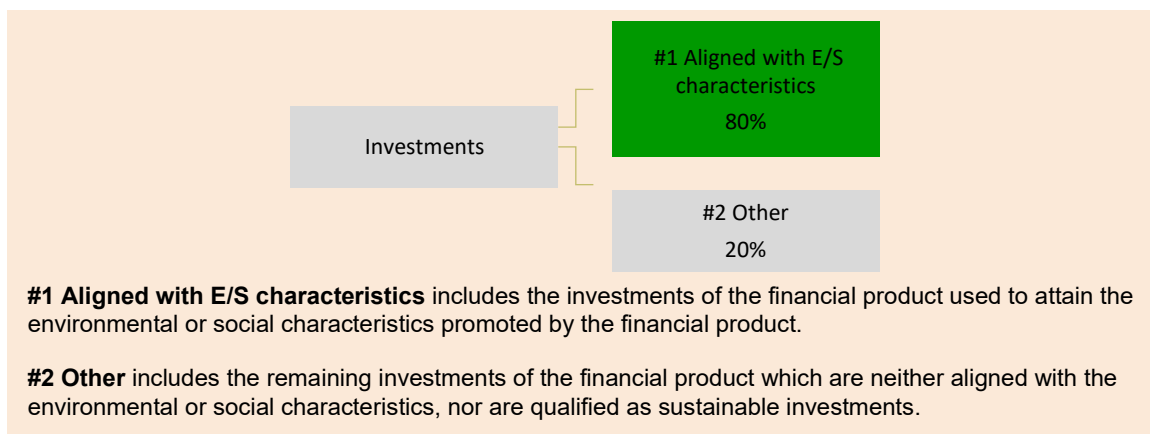 #1 Aligned with E/S
characteristics
80%
Investments
#2 Other
20%
#1 Aligned with E/S characteristics includes the investments of the financial product used to attain the
environmental or social characteristics promoted by the financial product.
#2 Other includes the remaining investments of the financial product which are neither aligned with the
environmental or social characteristics, nor are qualified as sustainable investments.